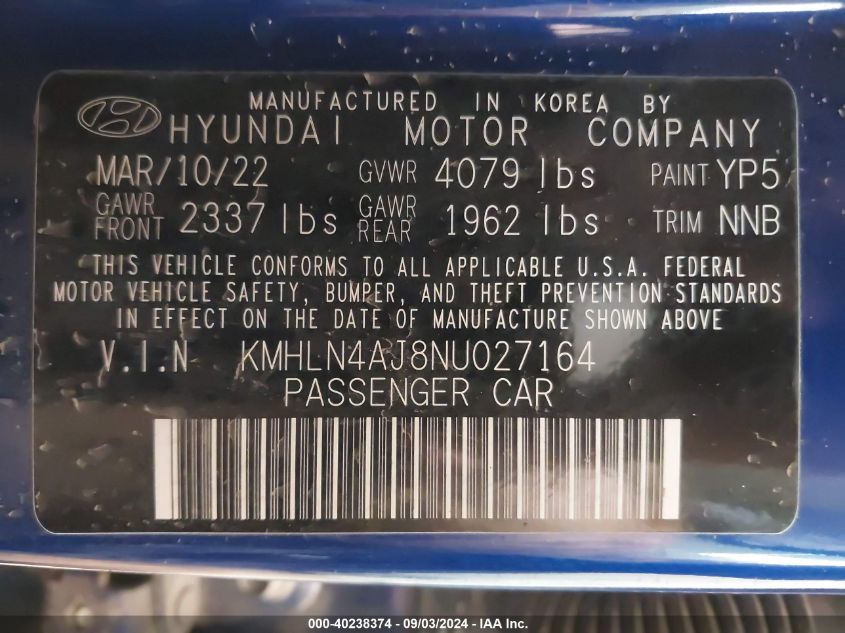 MANUFACTURED IN KOREA BY
HYUNDAI MOTOR COMPANY
MAR/10/22 GVWR 4079 lbs PAINT YP5
GAWR FRONT 2337 lbs GAWR REAR 1962 lbs TRIM NNB
THIS VEHICLE CONFORMS TO ALL APPLICABLE U.S.A. FEDERAL
MOTOR VEHICLE SAFETY, BUMPER, AND THEFT PREVENTION STANDARDS
IN EFFECT ON THE DATE OF MANUFACTURE SHOWN ABOVE
V.I.N KMHLN4AJ8NU027164
PASSENGER CAR
000-40238374 - 09/03/2024 - IAA Inc.